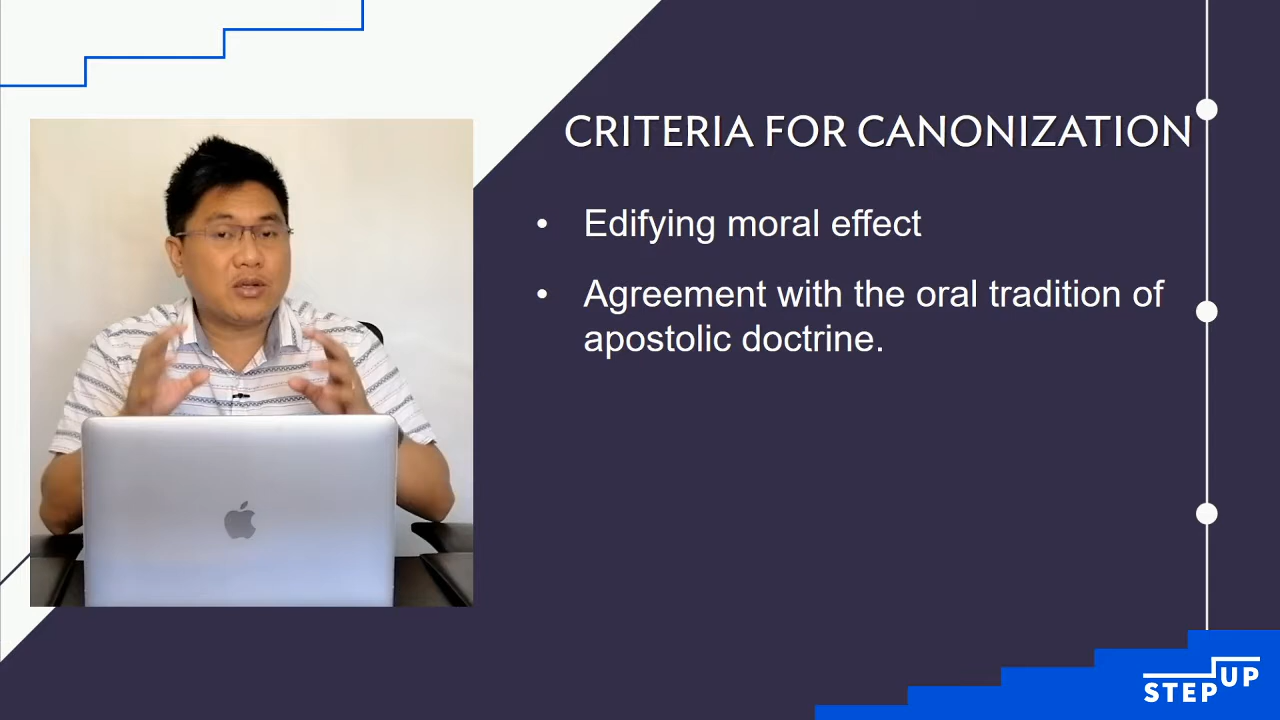 CRITERIA FOR CANONIZATION
• Edifying moral effect
• Agreement with the oral tradition of
apostolic doctrine.
STEP UP